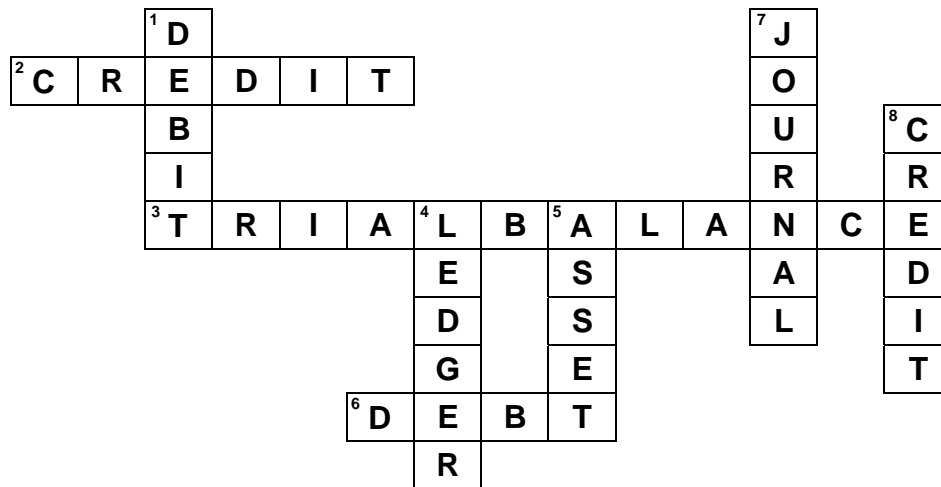 1 D 7 J
2 C R E D I T O
B U 8 C
I R R
3 T R I A 4 L B 5 A L A N C E
E S A D
D S L I
G E T
6 D E B T
R